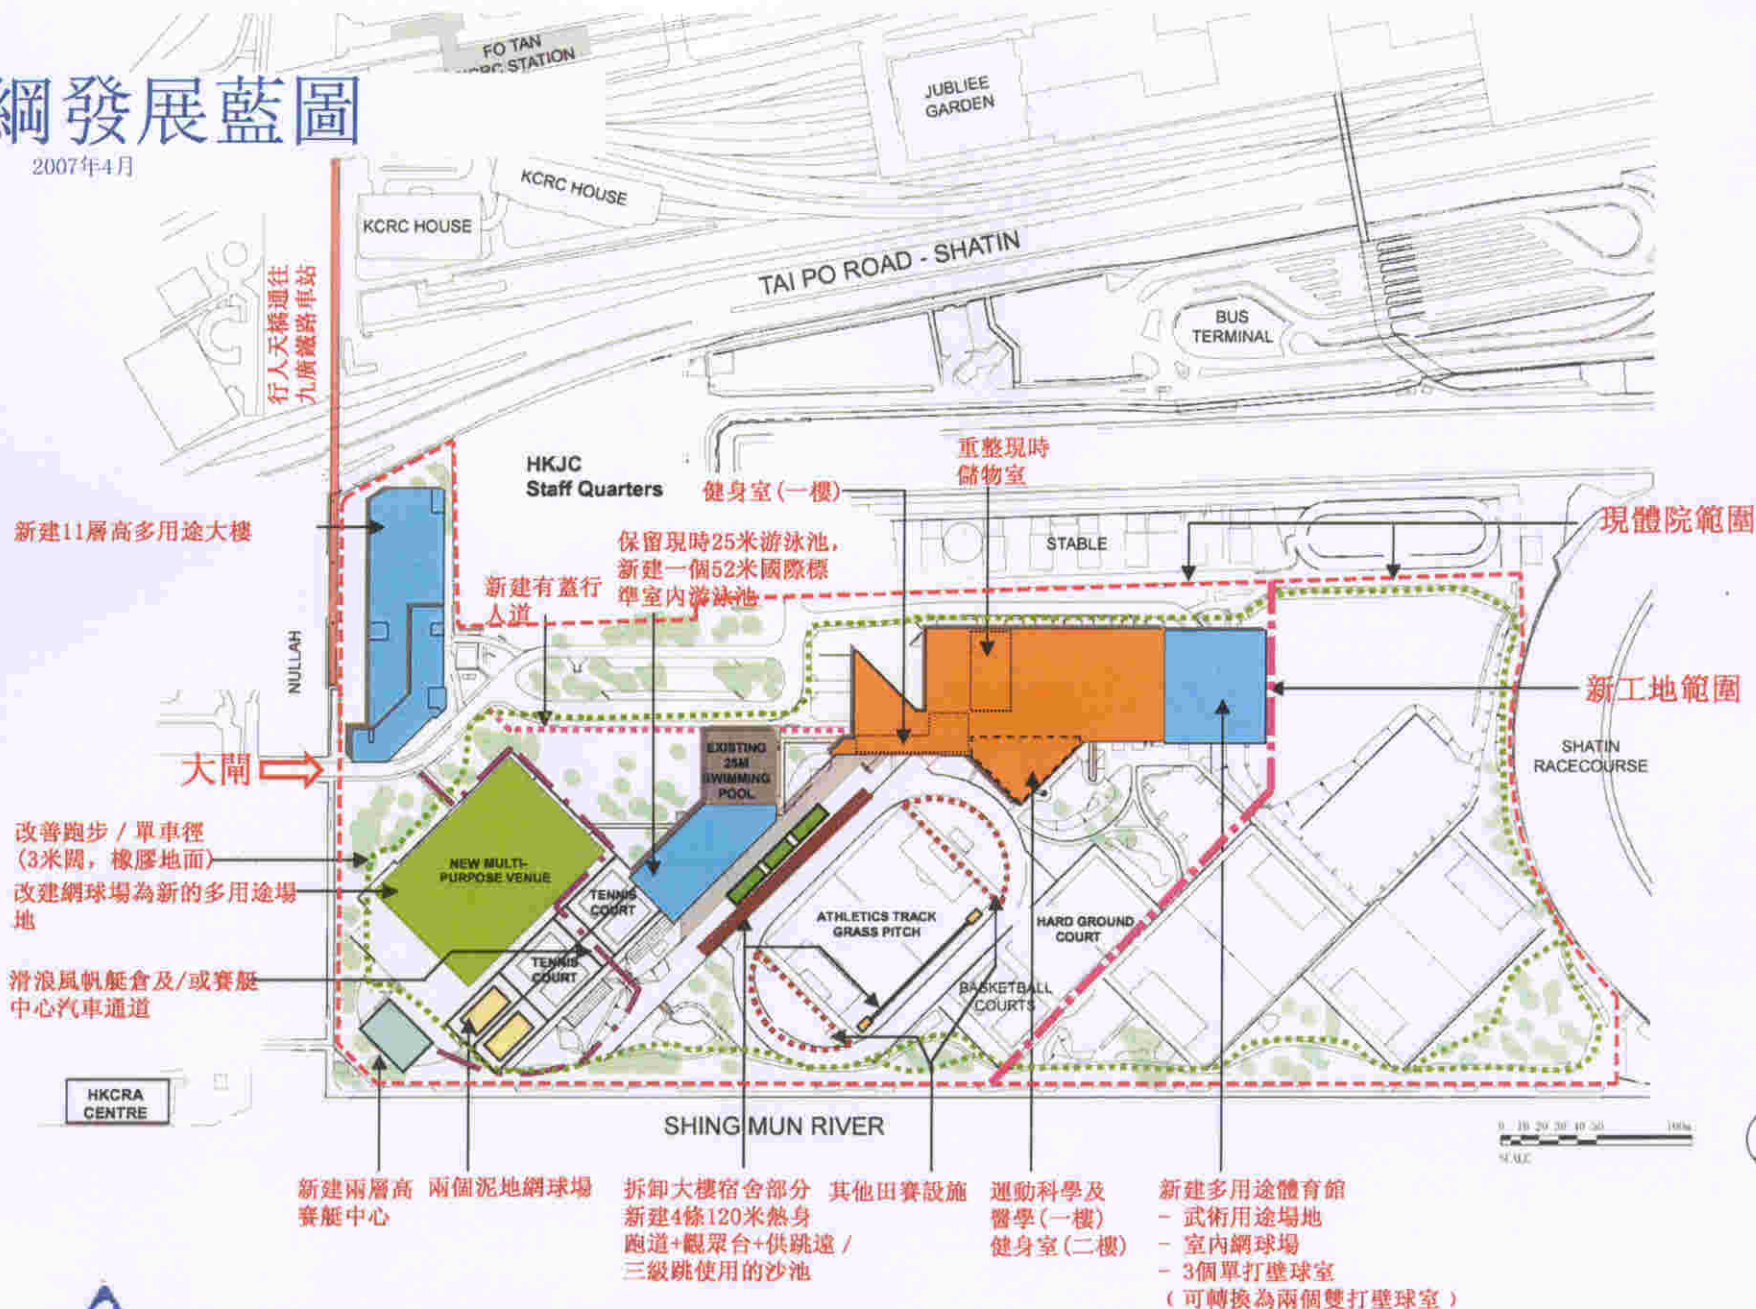 綱發展藍圖
2007年4月
FO TAN
KCRC STATION
JUBLIEE
GARDEN
KCRC HOUSE
KCRC HOUSE
TAI PO ROAD - SHATIN
BUS
TERMINAL
行人天橋通往
九廣鐵路車站
HKJC
Staff Quarters
健身室(一樓)
重整現時
儲物室
新建11層高多用途大樓
保留現時25米游泳池,
新建一個52米國際標
準室內游泳池
新建有蓋行
人道
STABLE
現體院範圍
NULLAH
新工地範圍
大閘
EXISTING
25M
SWIMMING
POOL
SHATIN
RACECOURSE
改善跑步 / 單車徑
(3米闊, 橡膠地面)
改建網球場為新的多用途場
地
NEW MULTI-
PURPOSE VENUE
TENNIS
COURT
TENNIS
COURT
ATHLETICS TRACK
GRASS PITCH
HARD GROUND
COURT
BASKETBALL
COURTS
滑浪風帆艇倉及/或賽艇
中心汽車通道
HKCRA
CENTRE
SHING MUN RIVER
0 10 20 30 40 50 100m
SCALE
新建兩層高
賽艇中心
兩個泥地網球場
拆卸大樓宿舍部分
新建4條120米熱身
跑道+觀眾台+供跳遠 /
三級跳使用的沙池
其他田賽設施
運動科學及
醫學(一樓)
健身室(二樓)
新建多用途體育館
- 武術用途場地
- 室內網球場
- 3個單打壁球室
( 可轉換為兩個雙打壁球室 )